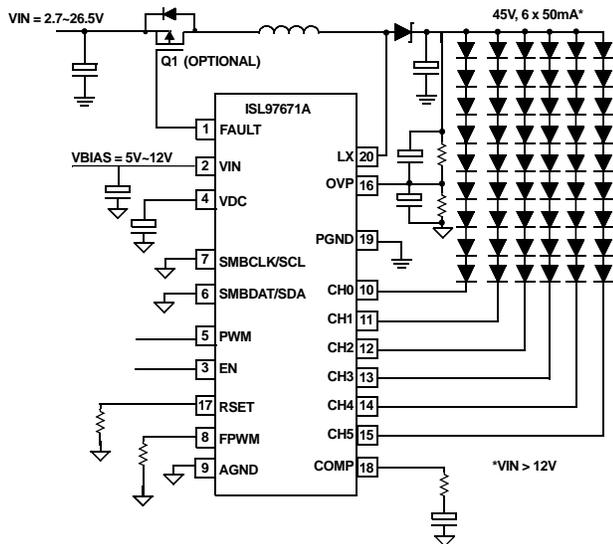 VIN = 2.7~26.5V
45V, 6 x 50mA*
Q1 (OPTIONAL)
ISL97671A
1 FAULT
VBIAS = 5V~12V
2 VIN
LX 20
4 VDC
OVP 16
PGND 19
7 SMBCLK/SCL
6 SMBDAT/SDA
CH0 10
CH1 11
5 PWM
CH2 12
3 EN
CH3 13
17 RSET
CH4 14
8 FPWM
CH5 15
9 AGND
COMP 18
*VIN > 12V